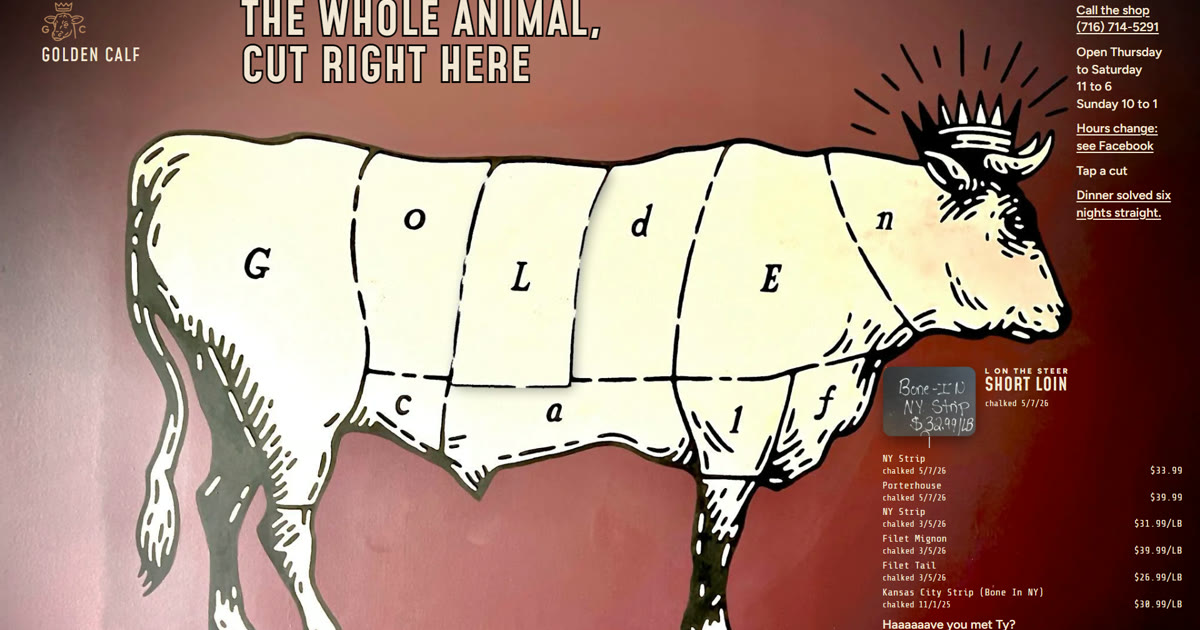 G C
GOLDEN CALF
THE WHOLE ANIMAL,
CUT RIGHT HERE
Call the shop
(716) 714-5291
Open Thursday
to Saturday
11 to 6
Sunday 10 to 1
Hours change:
see Facebook
Tap a cut
Dinner solved six
nights straight.
G
o
L
d
E
n
c
a
l
f
Bone-IN
NY Strip
$32.99/LB
L ON THE STEER
SHORT LOIN
chalked 5/7/26
NY Strip
chalked 5/7/26 $33.99
Porterhouse
chalked 5/7/26 $39.99
NY Strip
chalked 3/5/26 $31.99/LB
Filet Mignon
chalked 3/5/26 $39.99/LB
Filet Tail
chalked 3/5/26 $26.99/LB
Kansas City Strip (Bone In NY)
chalked 11/1/25 $30.99/LB
Haaaaaave you met Ty?